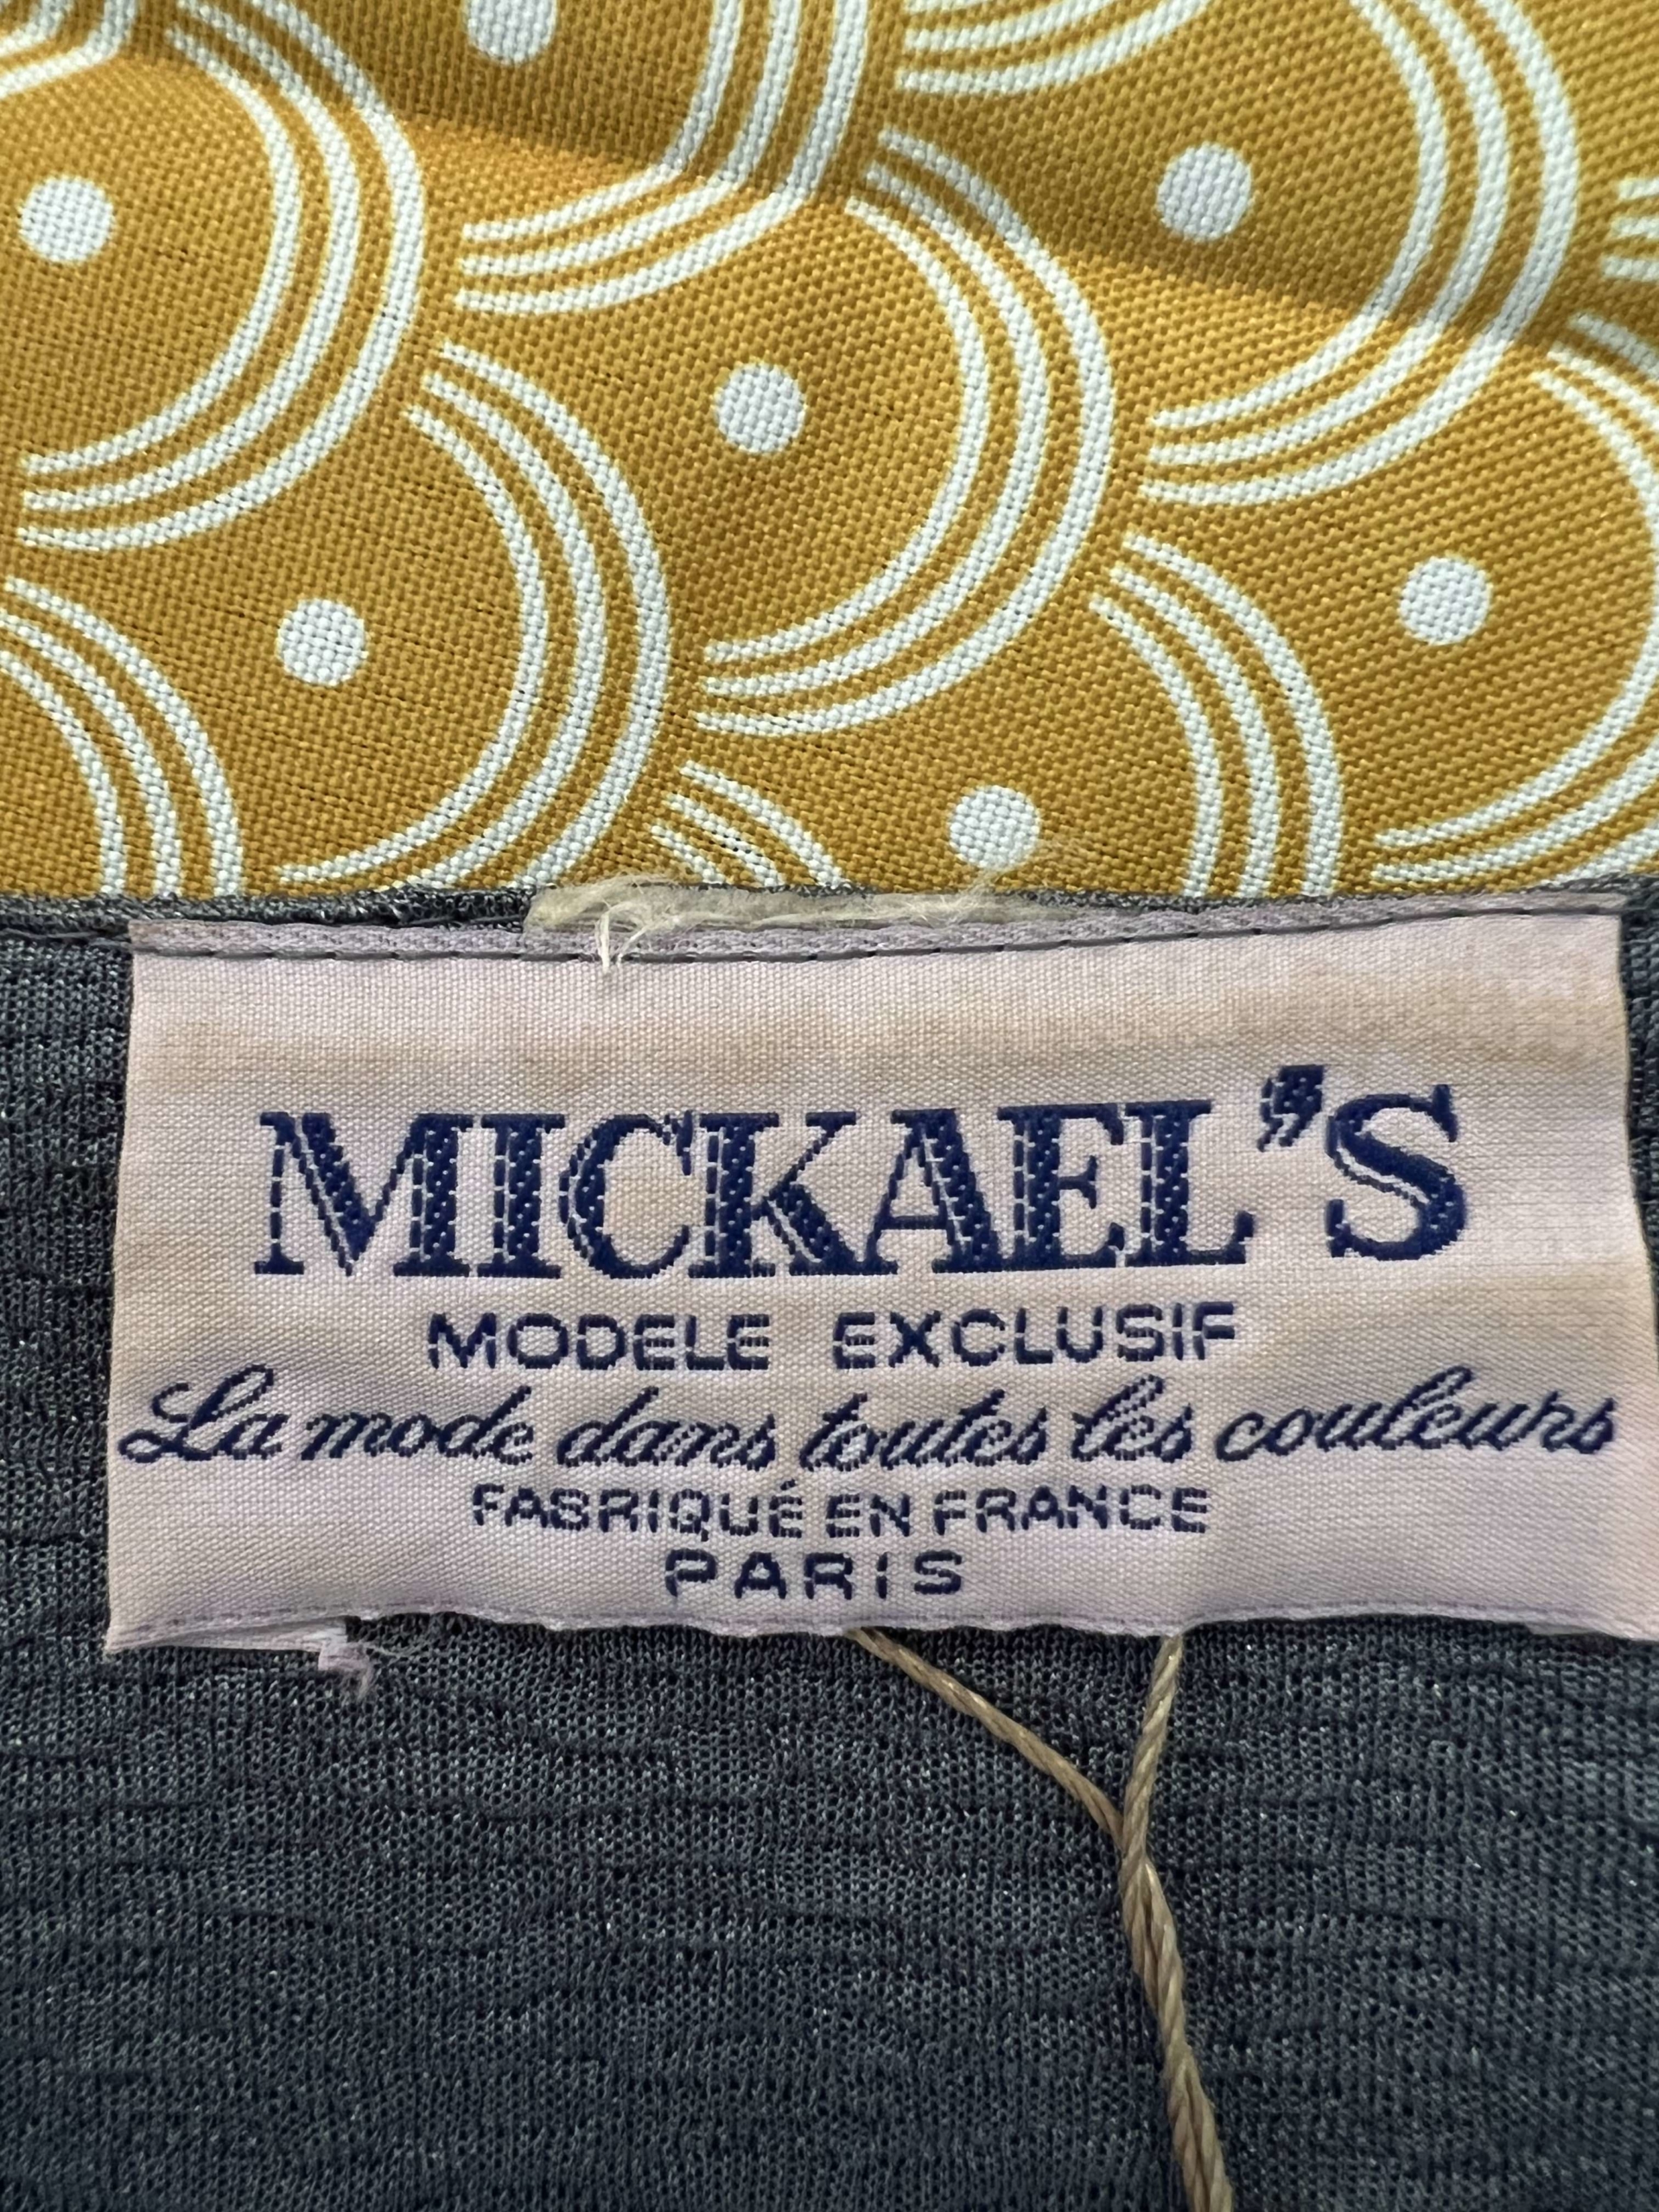 MICKAEL'S
MODELE EXCLUSIF
La mode dans toutes les couleurs
FABRIQUÉ EN FRANCE
PARIS